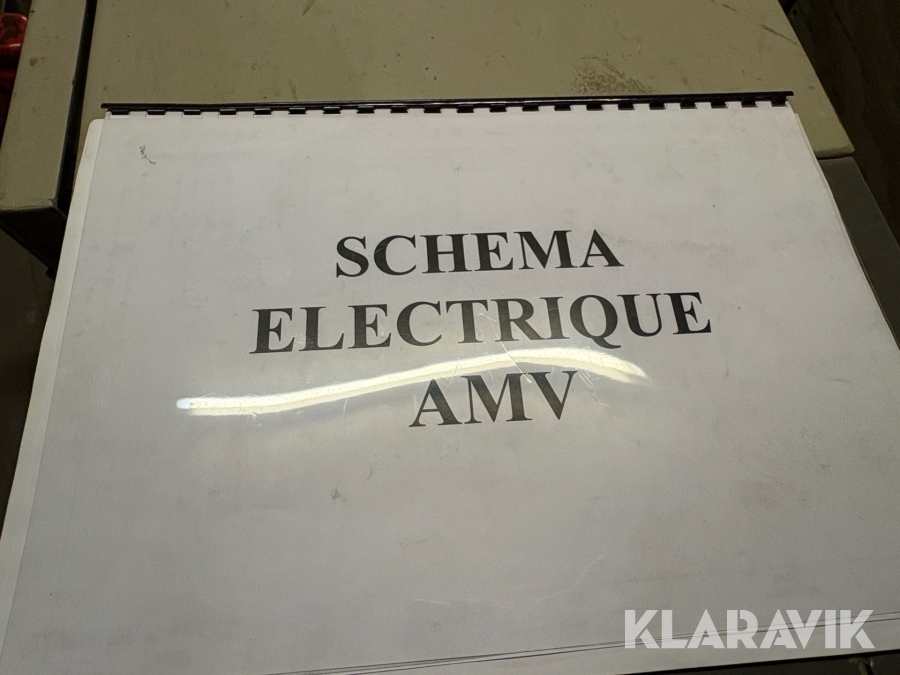 SCHEMA
ELECTRIQUE
AMV
KLARAVIK